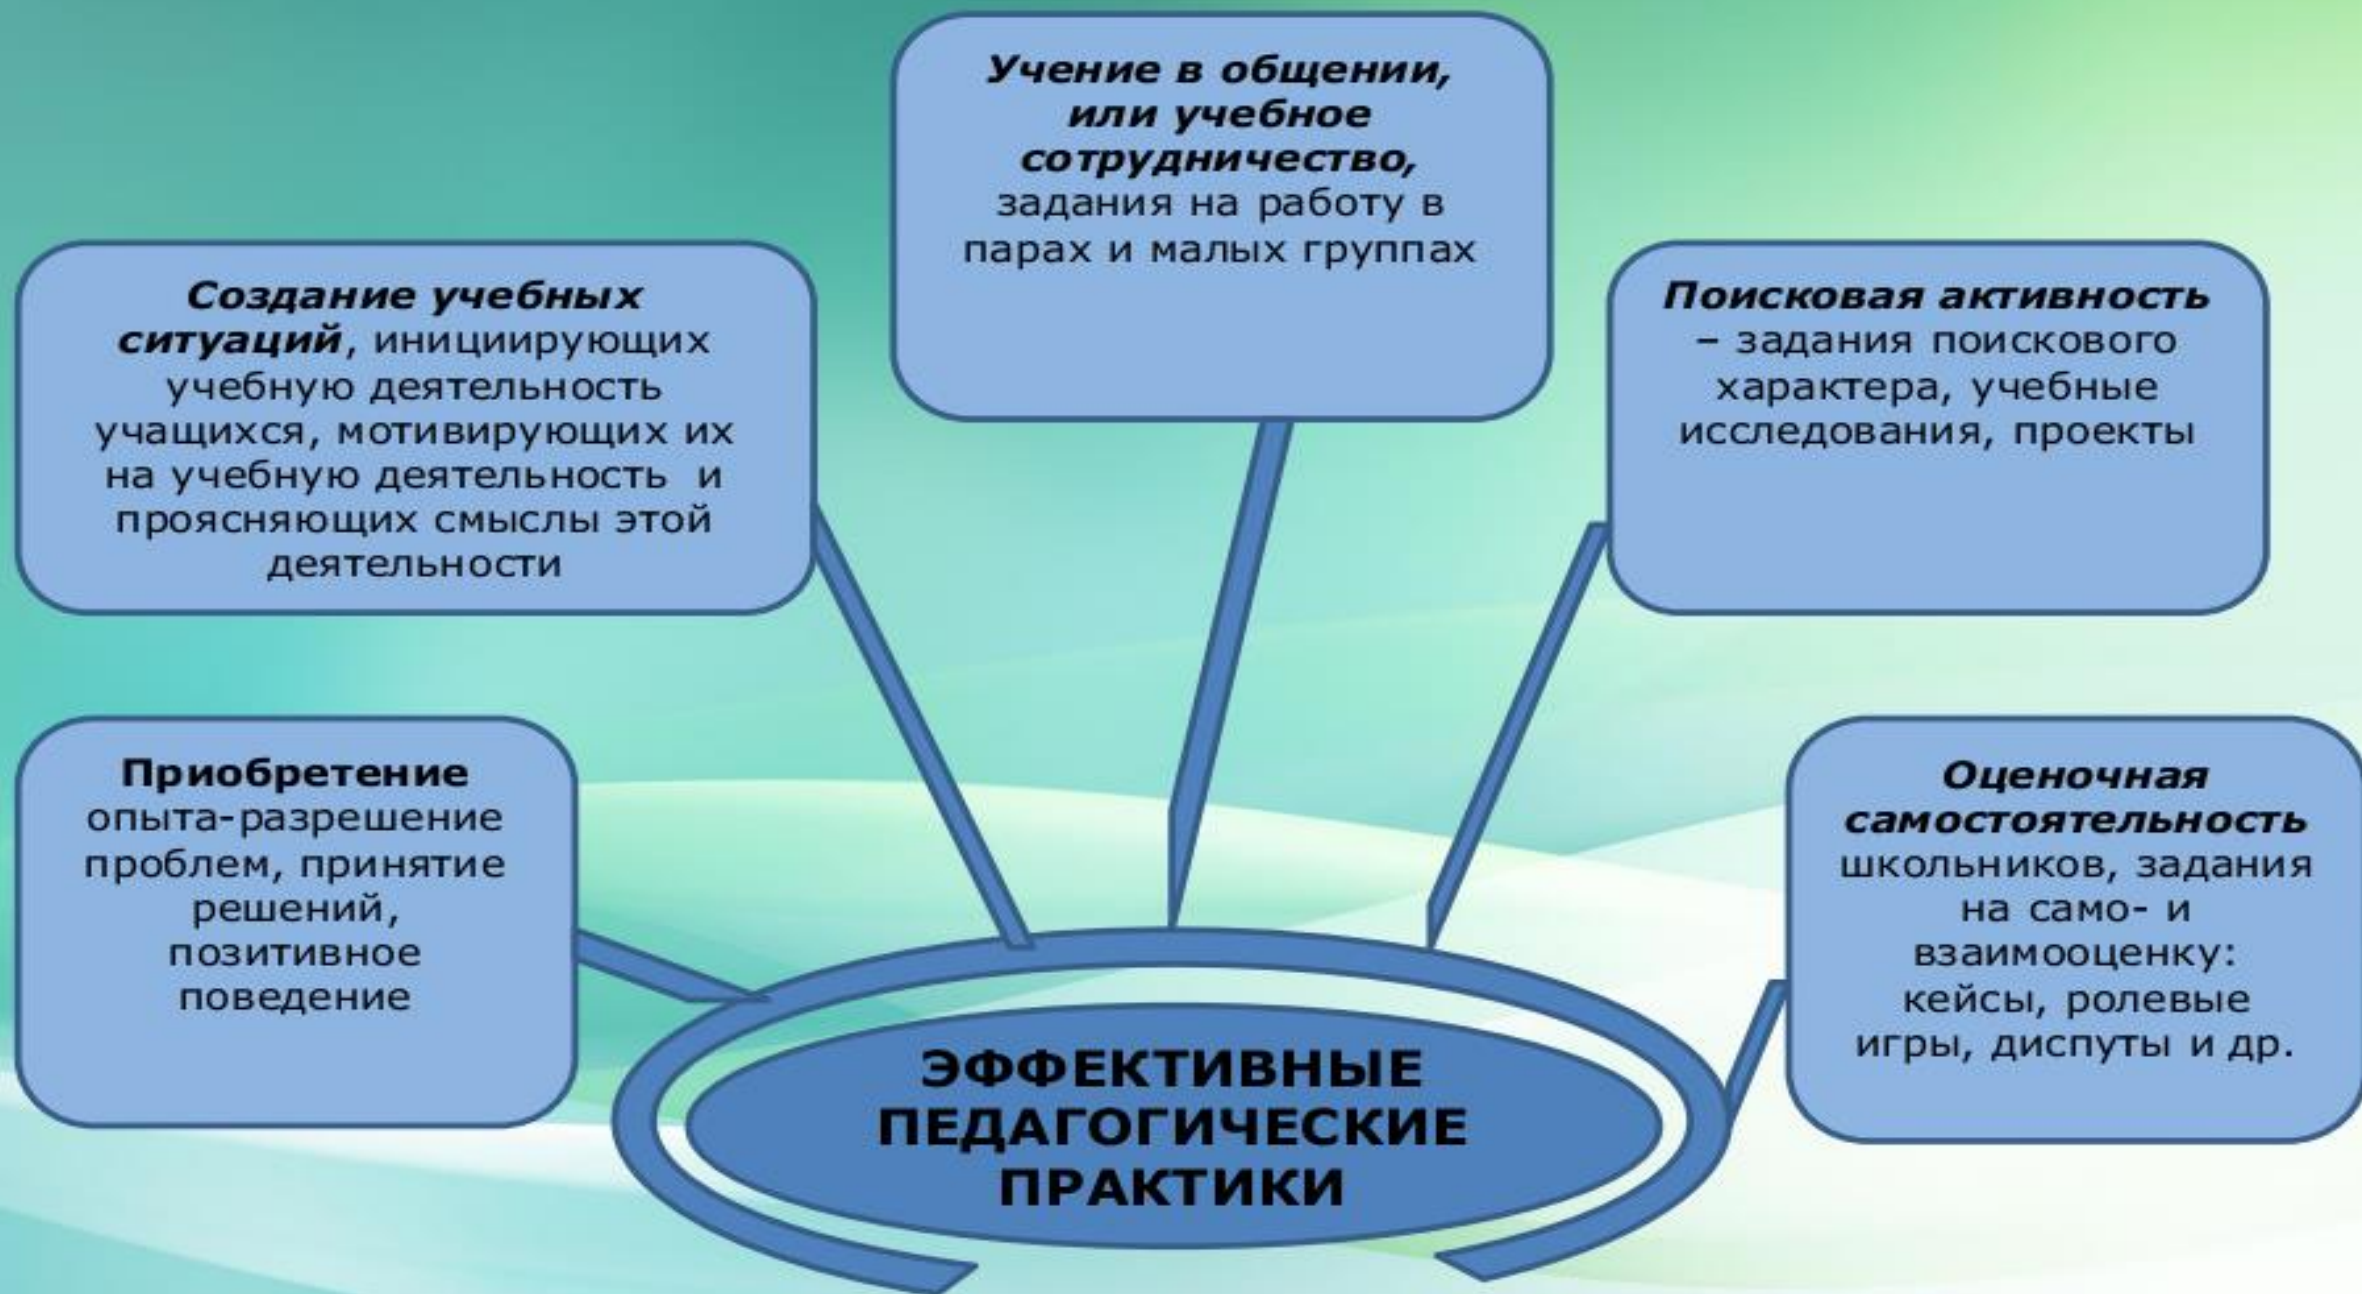 Учение в общении,
или учебное
сотрудничество,
задания на работу в
парах и малых группах
Создание учебных
ситуаций, инициирующих
учебную деятельность
учащихся, мотивирующих их
на учебную деятельность и
проясняющих смыслы этой
деятельности
Поисковая активность
– задания поискового
характера, учебные
исследования, проекты
Приобретение
опыта-разрешение
проблем, принятие
решений,
позитивное
поведение
Оценочная
самостоятельность
школьников, задания
на само- и
взаимооценку:
кейсы, ролевые
игры, диспуты и др.
ЭФФЕКТИВНЫЕ
ПЕДАГОГИЧЕСКИЕ
ПРАКТИКИ